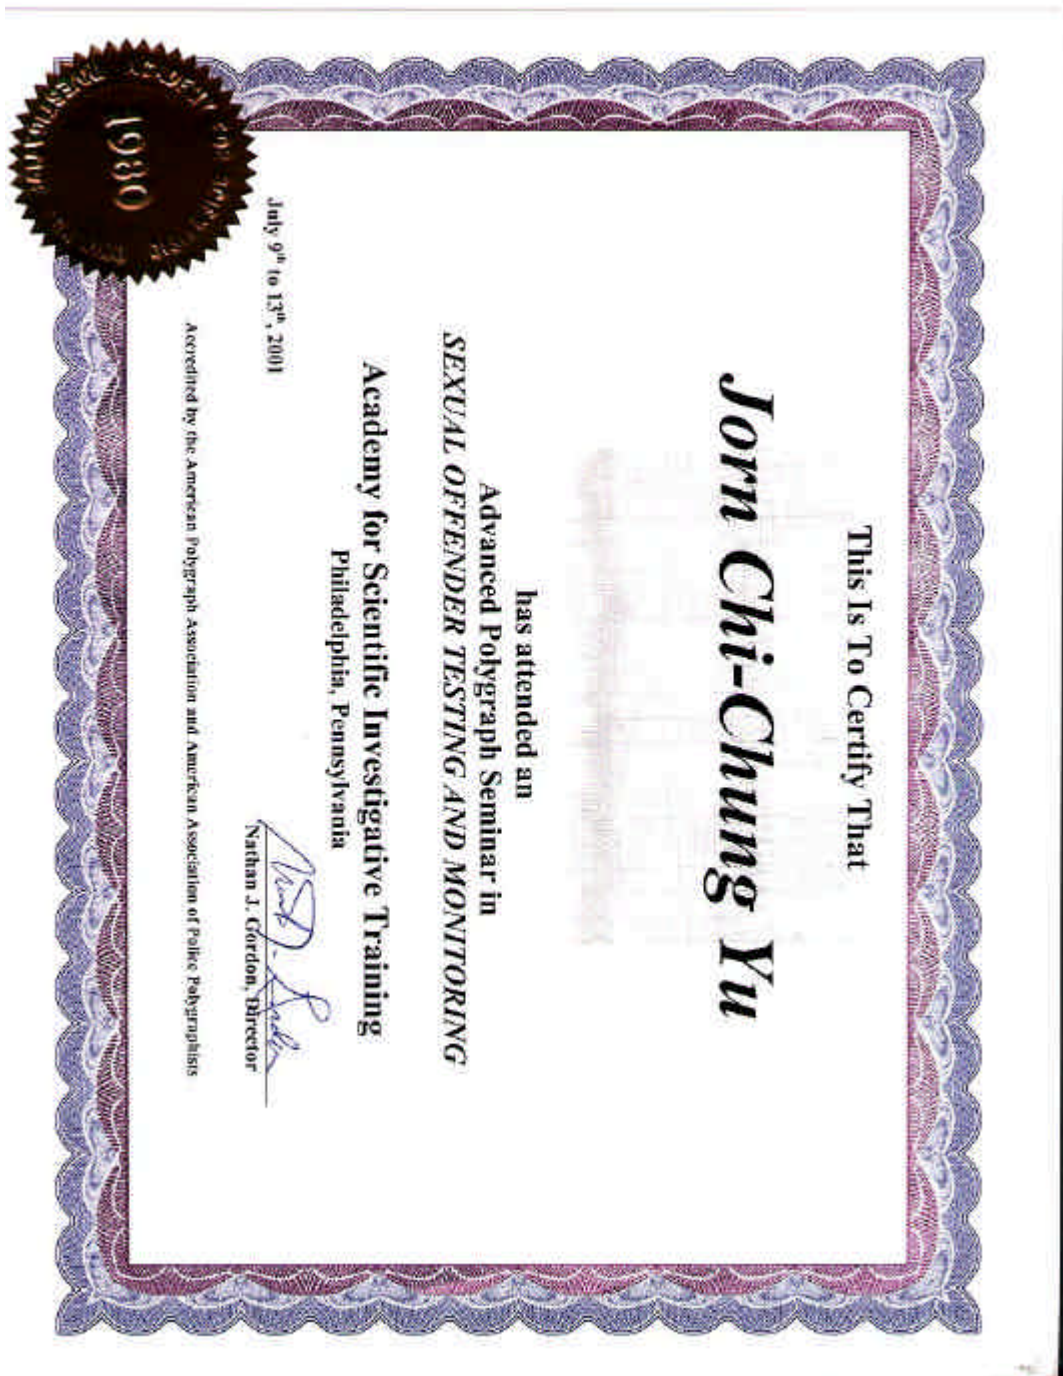 This Is To Certify That
Jorn Chi-Chung Yu
has attended an
Advanced Polygraph Seminar in
SEXUAL OFFENDER TESTING AND MONITORING
Academy for Scientific Investigative Training
Philadelphia, Pennsylvania
July 9th to 13th, 2001
Nathan J. Gordon, Director
Accredited by the American Polygraph Association and American Association of Police Polygraphists
1980